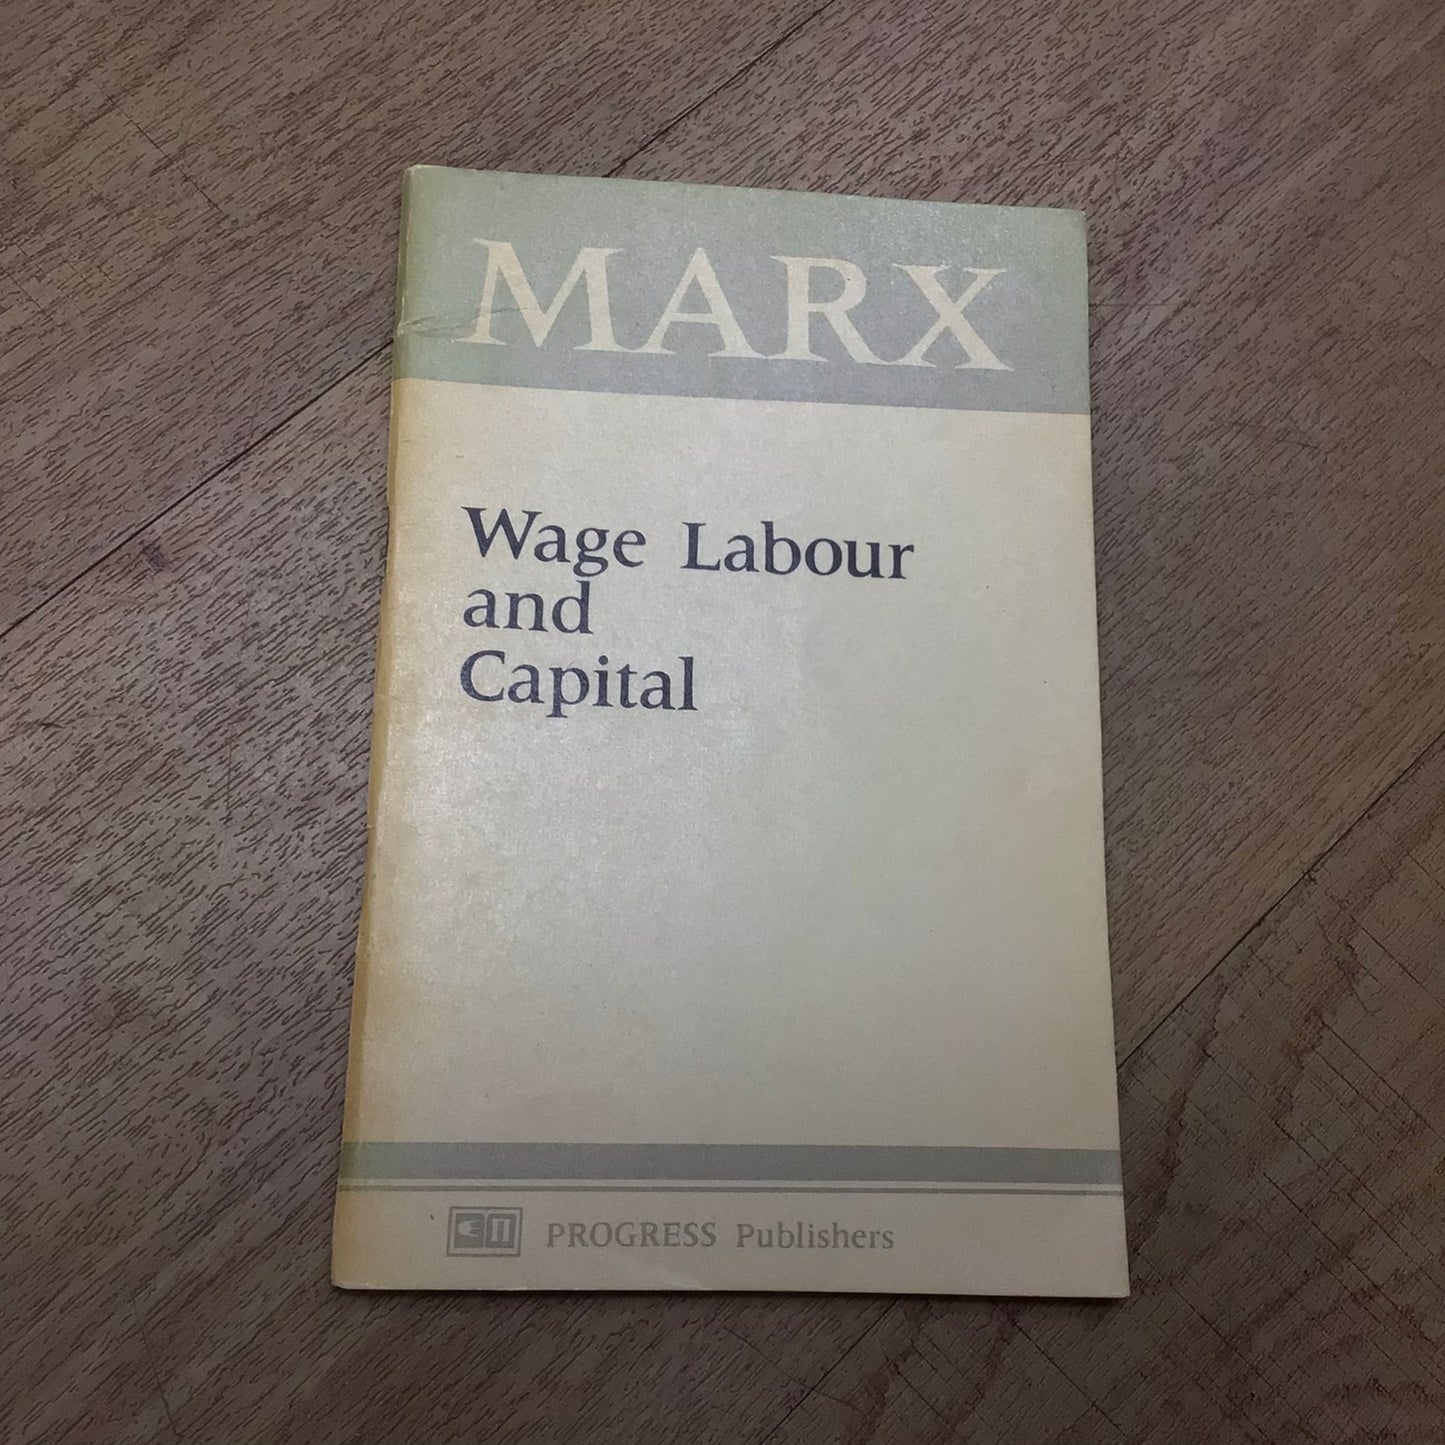 MARX
Wage Labour
and
Capital
PROGRESS Publishers